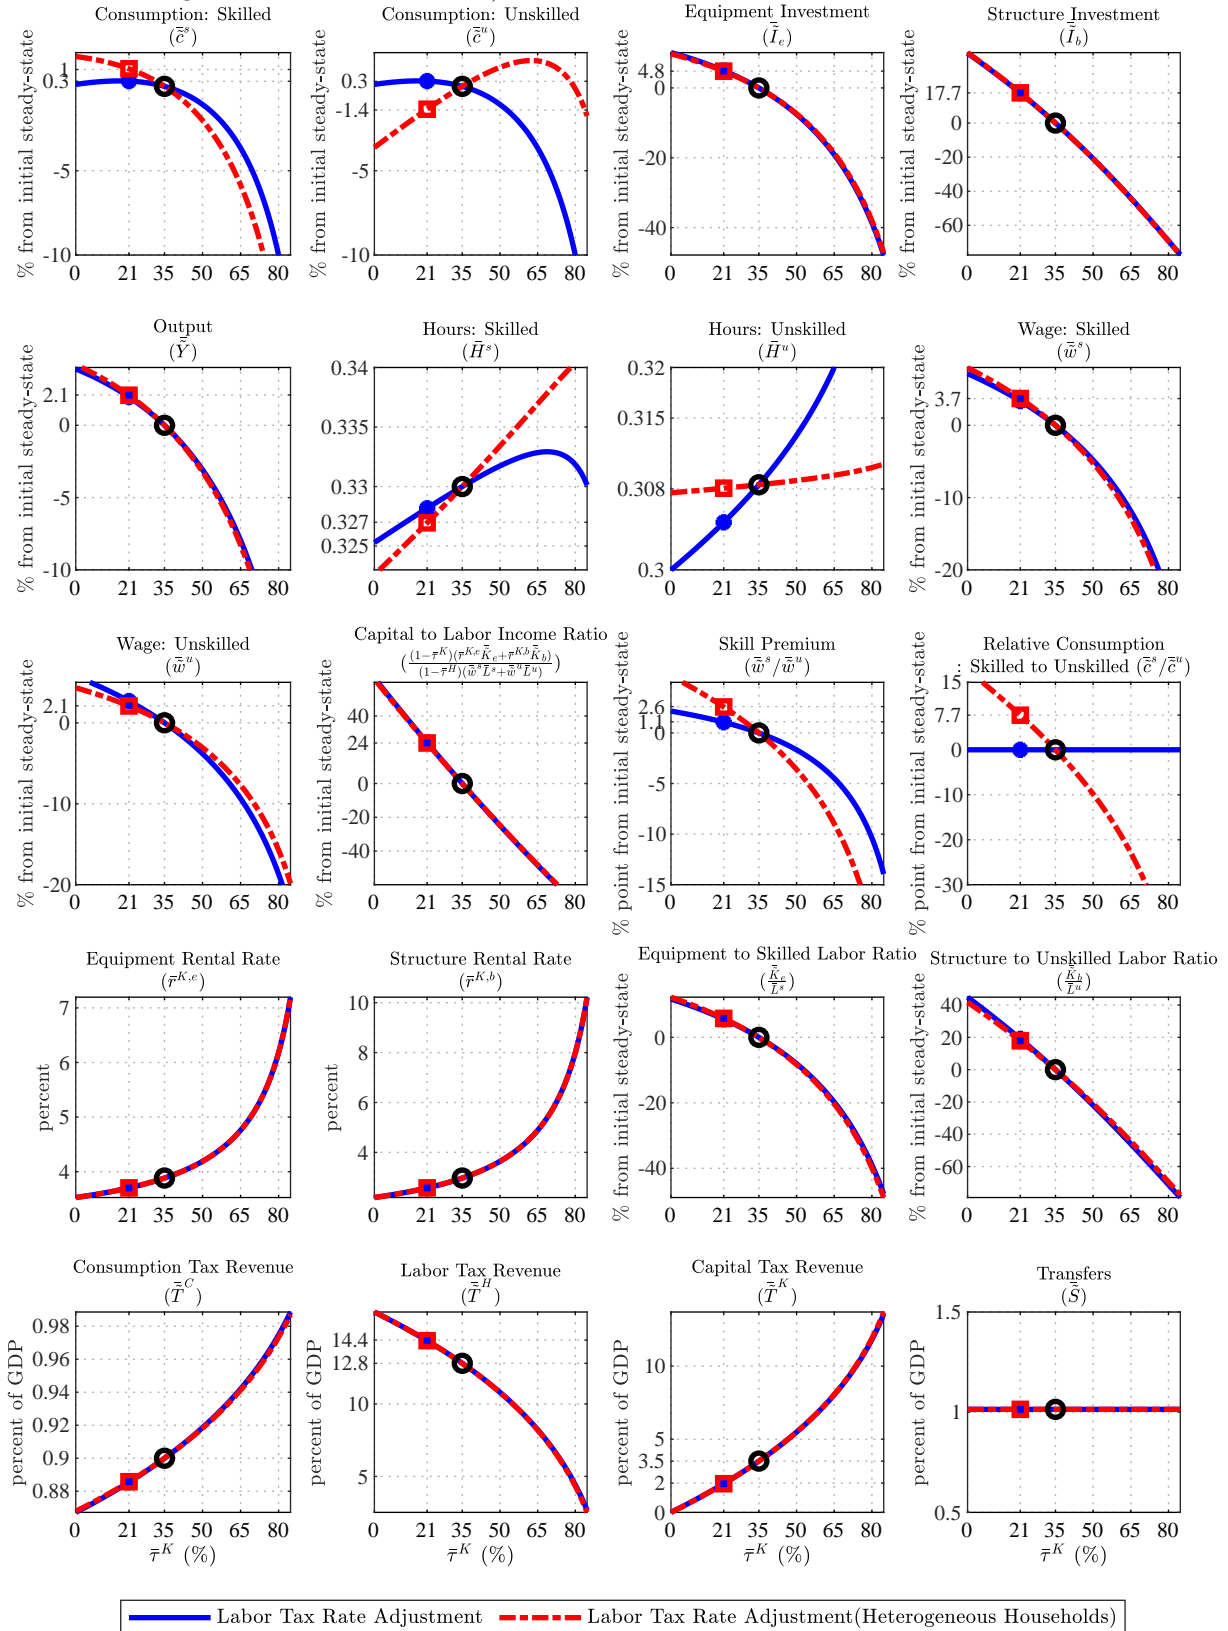 Consumption: Skilled
(c̃̄ˢ)
% from initial steady-state
1
0.3
-5
-10
0 21 35 50 65 80
Consumption: Unskilled
(c̃̄ᵘ)
% from initial steady-state
0.3
-1.4
-5
-10
0 21 35 50 65 80
Equipment Investment
(Ĩ̄_e)
% from initial steady-state
4.8
0
-20
-40
0 21 35 50 65 80
Structure Investment
(Ĩ̄_b)
% from initial steady-state
17.7
0
-20
-40
-60
0 21 35 50 65 80
Output
(Ỹ̄)
% from initial steady-state
2.1
0
-5
-10
0 21 35 50 65 80
Hours: Skilled
(H̄ˢ)
0.34
0.335
0.33
0.327
0.325
0 21 35 50 65 80
Hours: Unskilled
(H̄ᵘ)
0.32
0.315
0.308
0.3
0 21 35 50 65 80
Wage: Skilled
(w̃̄ˢ)
% from initial steady-state
3.7
0
-10
-20
0 21 35 50 65 80
Wage: Unskilled
(w̃̄ᵘ)
% from initial steady-state
2.1
0
-10
-20
0 21 35 50 65 80
Capital to Labor Income Ratio
((1−τ̄ᴷ)(r̄^{K,e}K̃̄_e+r̄^{K,b}K̃̄_b) / (1−τ̄ᴴ)(w̃̄ˢL̄ˢ+w̃̄ᵘL̄ᵘ))
% from initial steady-state
40
24
0
-20
-40
0 21 35 50 65 80
Skill Premium
(w̃̄ˢ/w̃̄ᵘ)
% point from initial steady-state
2.6
1.1
0
-5
-10
-15
0 21 35 50 65 80
Relative Consumption
: Skilled to Unskilled (c̃̄ˢ/c̃̄ᵘ)
% point from initial steady-state
15
7.7
0
-10
-20
-30
0 21 35 50 65 80
Equipment Rental Rate
(r̄^{K,e})
percent
7
6
5
4
0 21 35 50 65 80
Structure Rental Rate
(r̄^{K,b})
percent
10
8
6
4
0 21 35 50 65 80
Equipment to Skilled Labor Ratio
(K̃̄_e/L̄ˢ)
% from initial steady-state
0
-20
-40
0 21 35 50 65 80
Structure to Unskilled Labor Ratio
(K̃̄_b/L̄ᵘ)
% from initial steady-state
40
20
0
-20
-40
-60
0 21 35 50 65 80
Consumption Tax Revenue
(T̃̄^C)
percent of GDP
0.98
0.96
0.94
0.92
0.9
0.88
0 21 35 50 65 80
τ̄ᴷ (%)
Labor Tax Revenue
(T̃̄ᴴ)
percent of GDP
14.4
12.8
10
5
0 21 35 50 65 80
τ̄ᴷ (%)
Capital Tax Revenue
(T̃̄ᴷ)
percent of GDP
10
5
3.5
2
0
0 21 35 50 65 80
τ̄ᴷ (%)
Transfers
(S̃̄)
percent of GDP
1.5
1
0.5
0 21 35 50 65 80
τ̄ᴷ (%)
Labor Tax Rate Adjustment
Labor Tax Rate Adjustment(Heterogeneous Households)